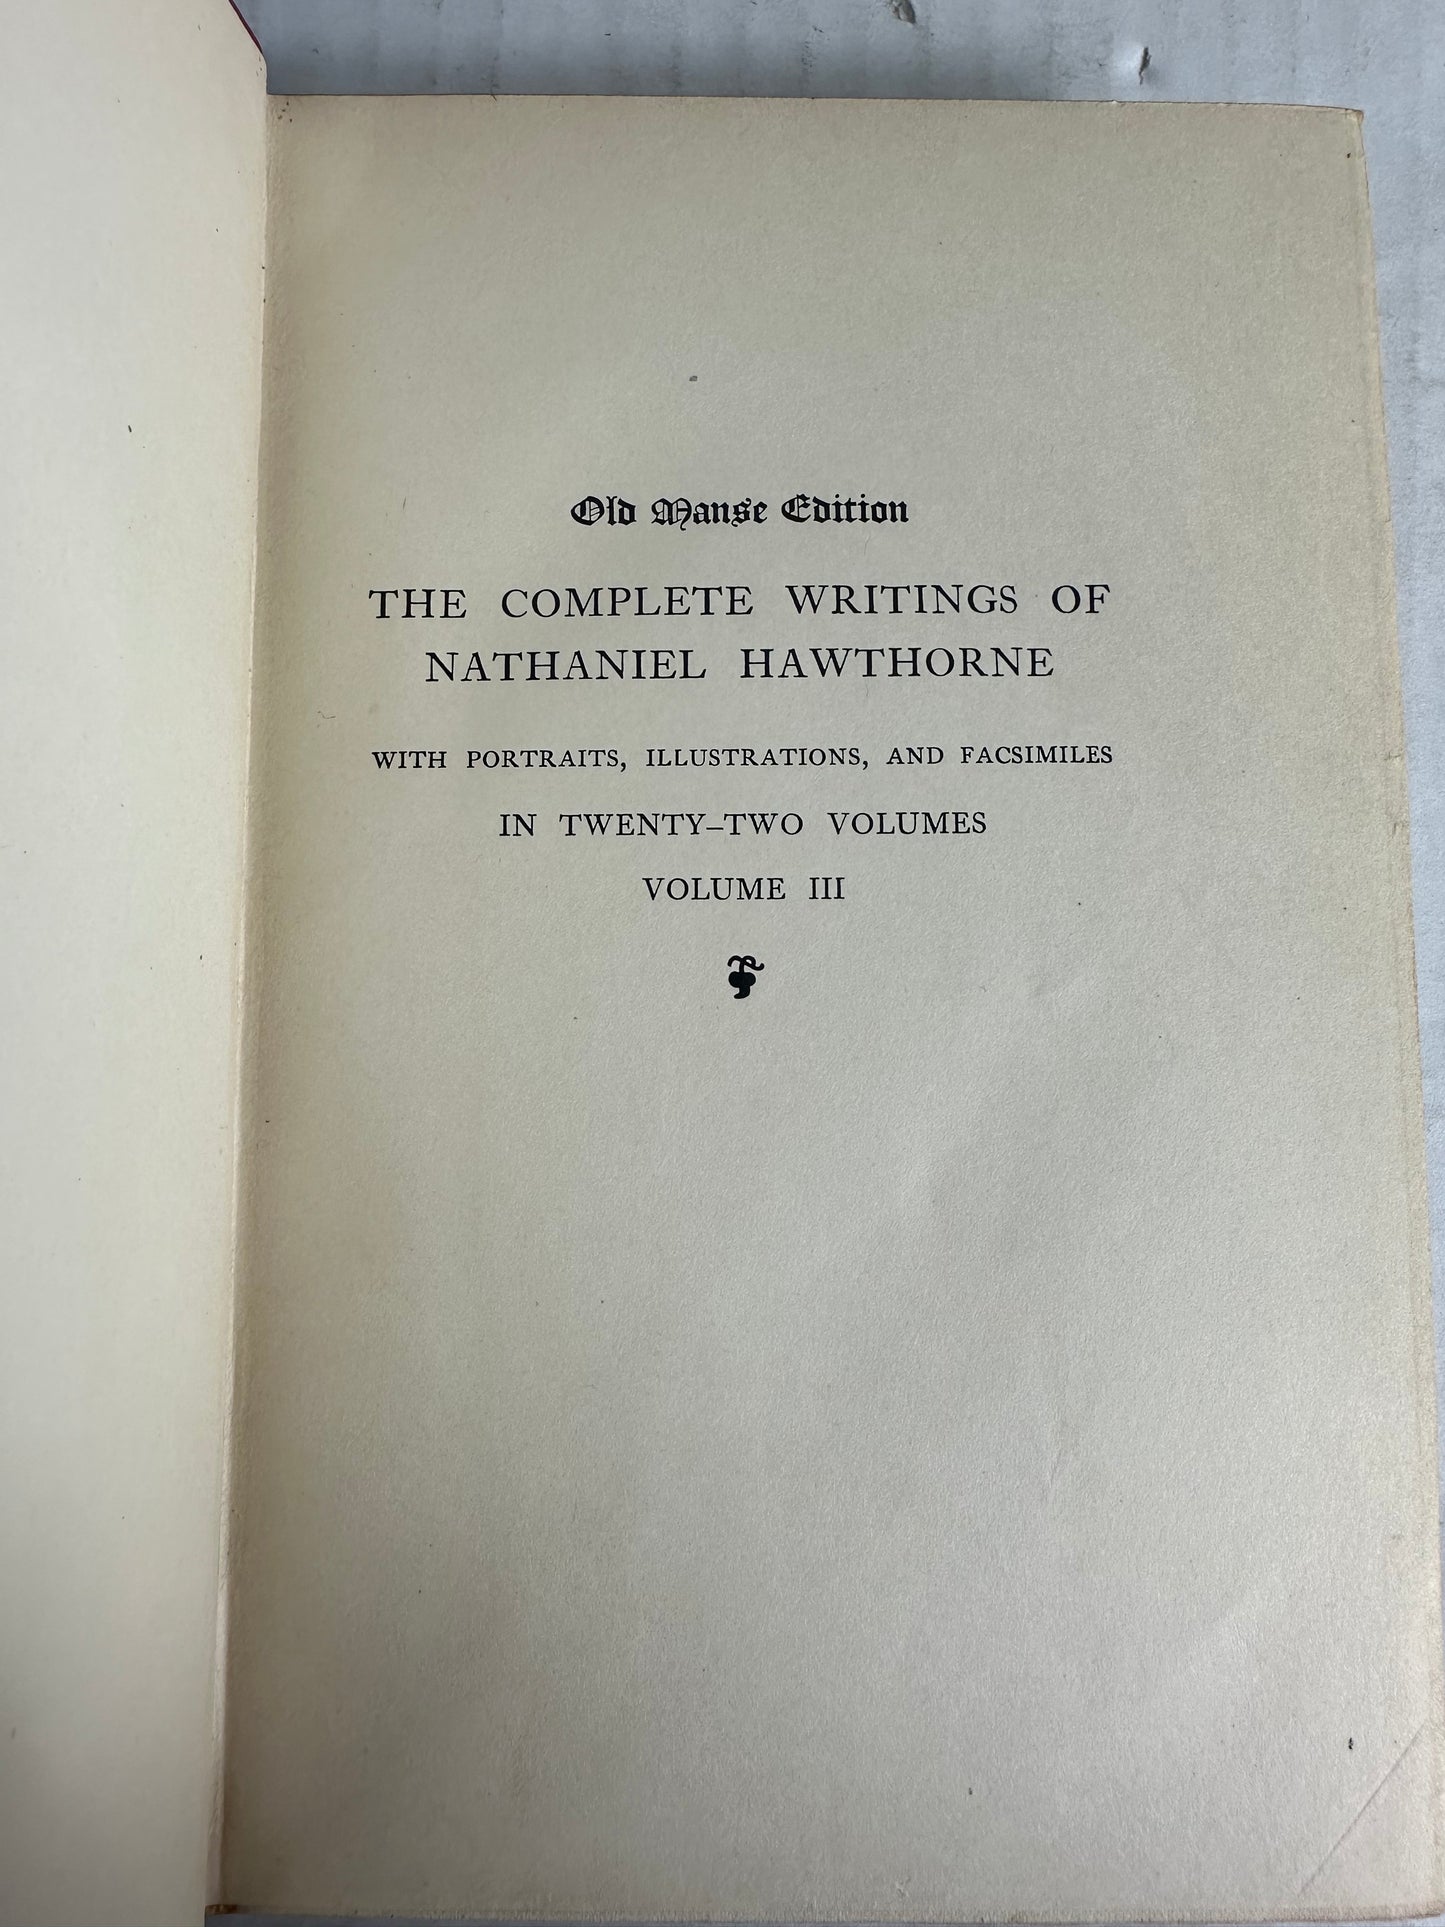 Old Manse Edition
THE COMPLETE WRITINGS OF
NATHANIEL HAWTHORNE
WITH PORTRAITS, ILLUSTRATIONS, AND FACSIMILES
IN TWENTY-TWO VOLUMES
VOLUME III